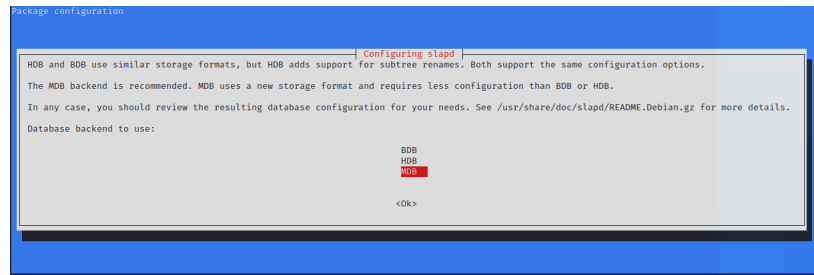 Package configuration
Configuring slapd
HDB and BDB use similar storage formats, but HDB adds support for subtree renames. Both support the same configuration options.
The MDB backend is recommended. MDB uses a new storage format and requires less configuration than BDB or HDB.
In any case, you should review the resulting database configuration for your needs. See /usr/share/doc/slapd/README.Debian.gz for more details.
Database backend to use:
BDB
HDB
MDB
<Ok>